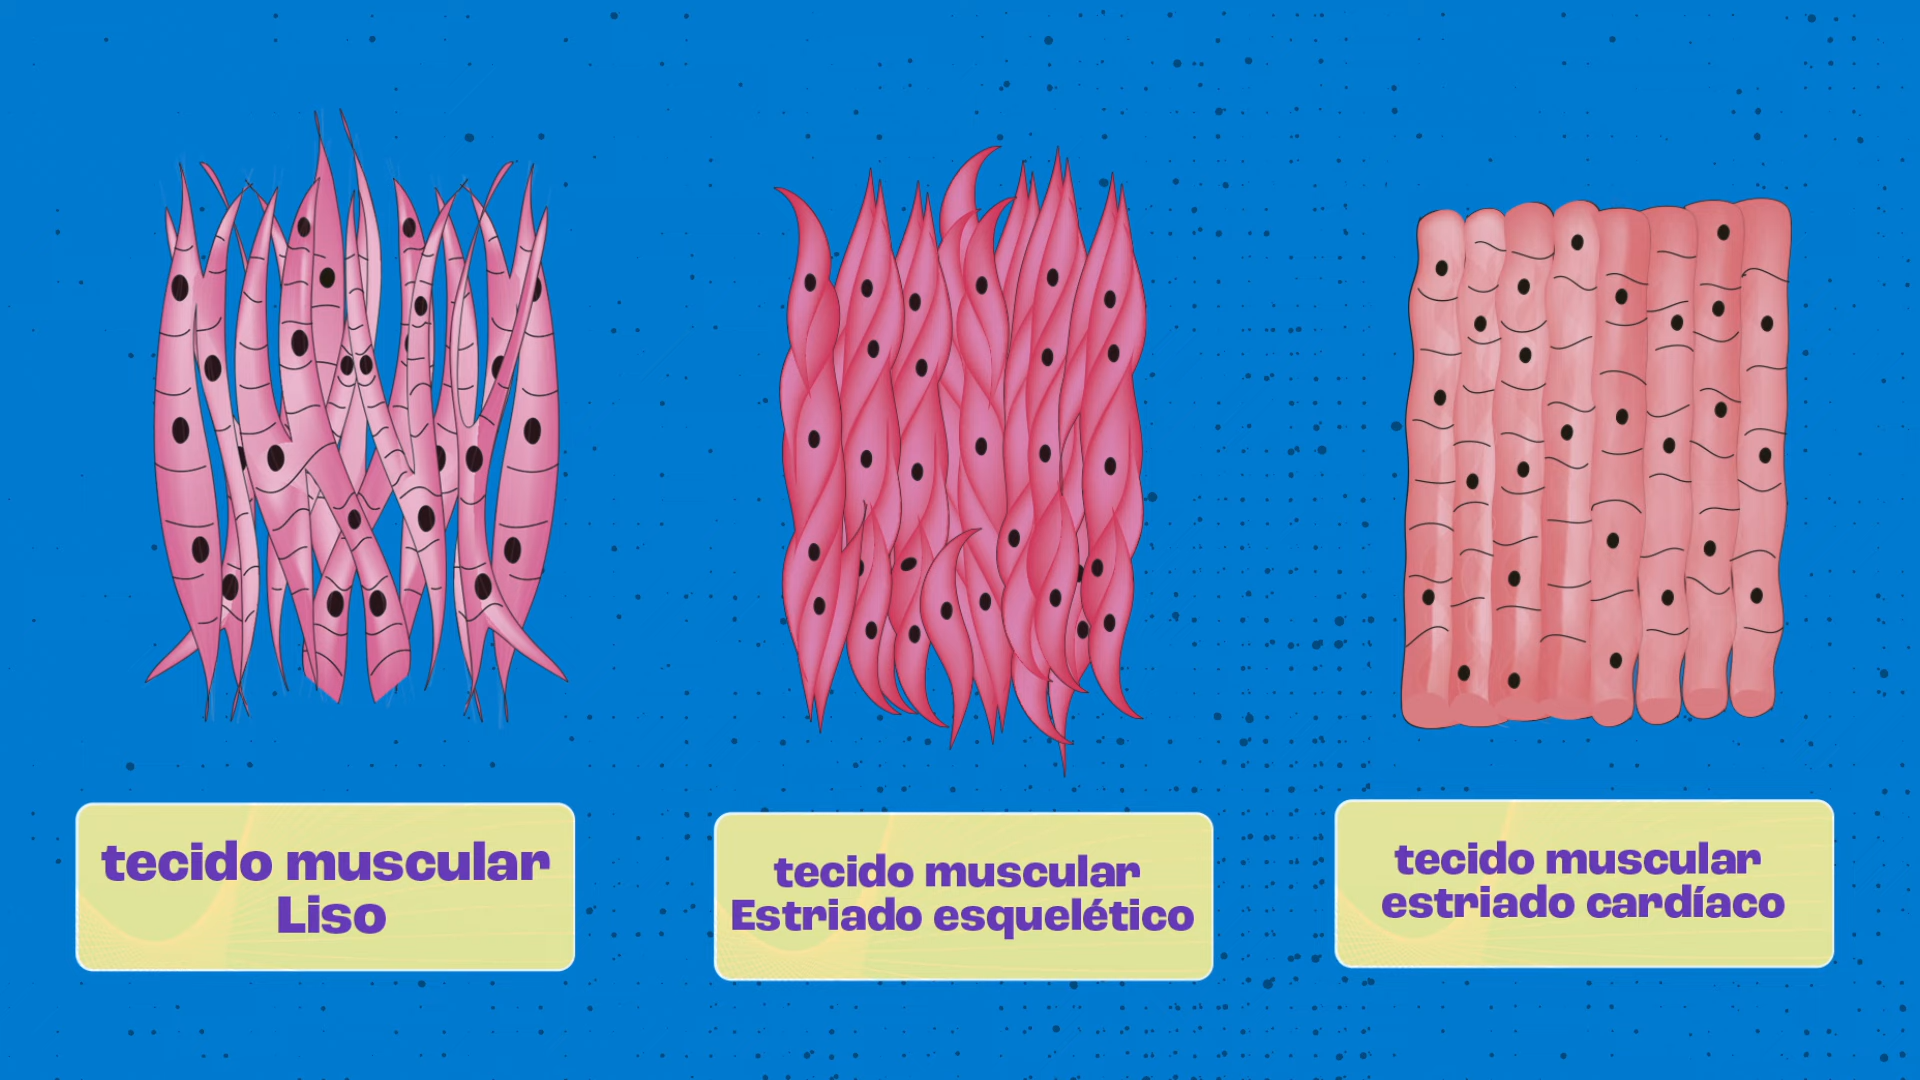 tecido muscular
Liso
tecido muscular
Estriado esquelético
tecido muscular
estriado cardíaco